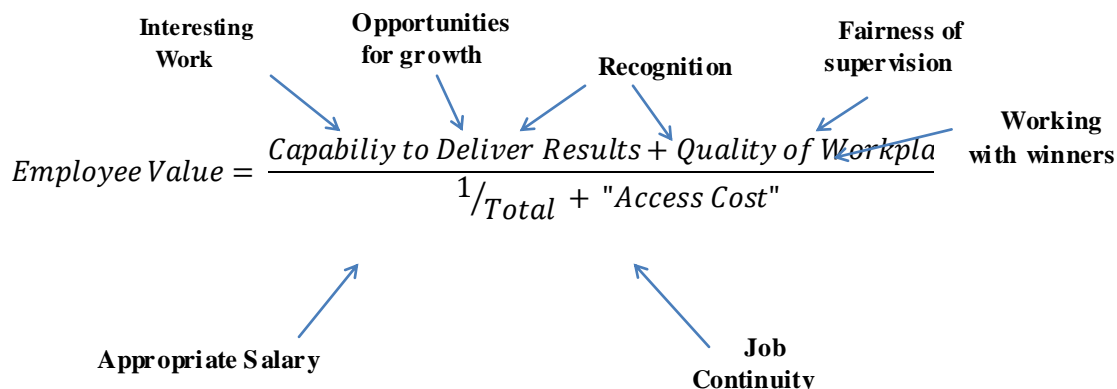 Interesting
Work
Opportunities
for growth
Recognition
Fairness of
supervision
Working
with winners
Employee Value = 
Capabiliy to Deliver Results + Quality of Workpla
1/Total + "Access Cost"
Appropriate Salary
Job
Continuity